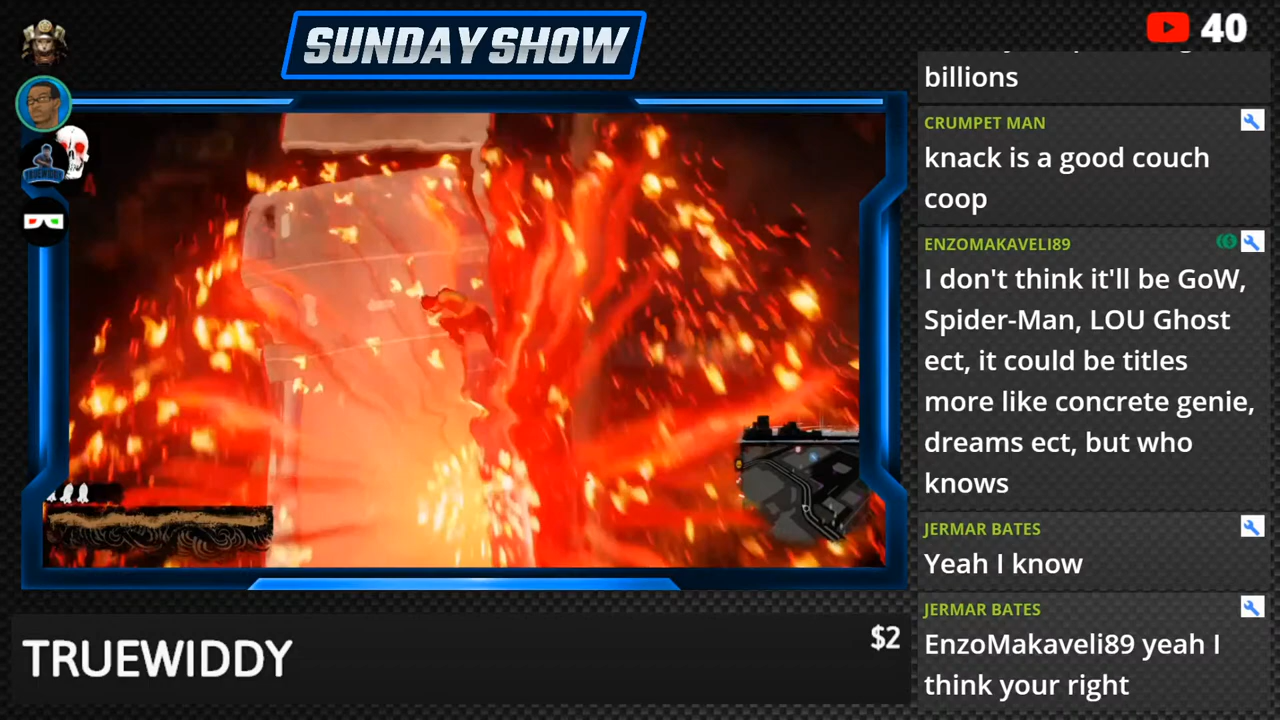 SUNDAY SHOW
40
billions
CRUMPET MAN
knack is a good couch
coop
ENZOMAKAVELI89
I don't think it'll be GoW,
Spider-Man, LOU Ghost
ect, it could be titles
more like concrete genie,
dreams ect, but who
knows
JERMAR BATES
Yeah I know
JERMAR BATES
EnzoMakaveli89 yeah I
think your right
TRUEWIDDY
$2
TRUEWIDDY
4